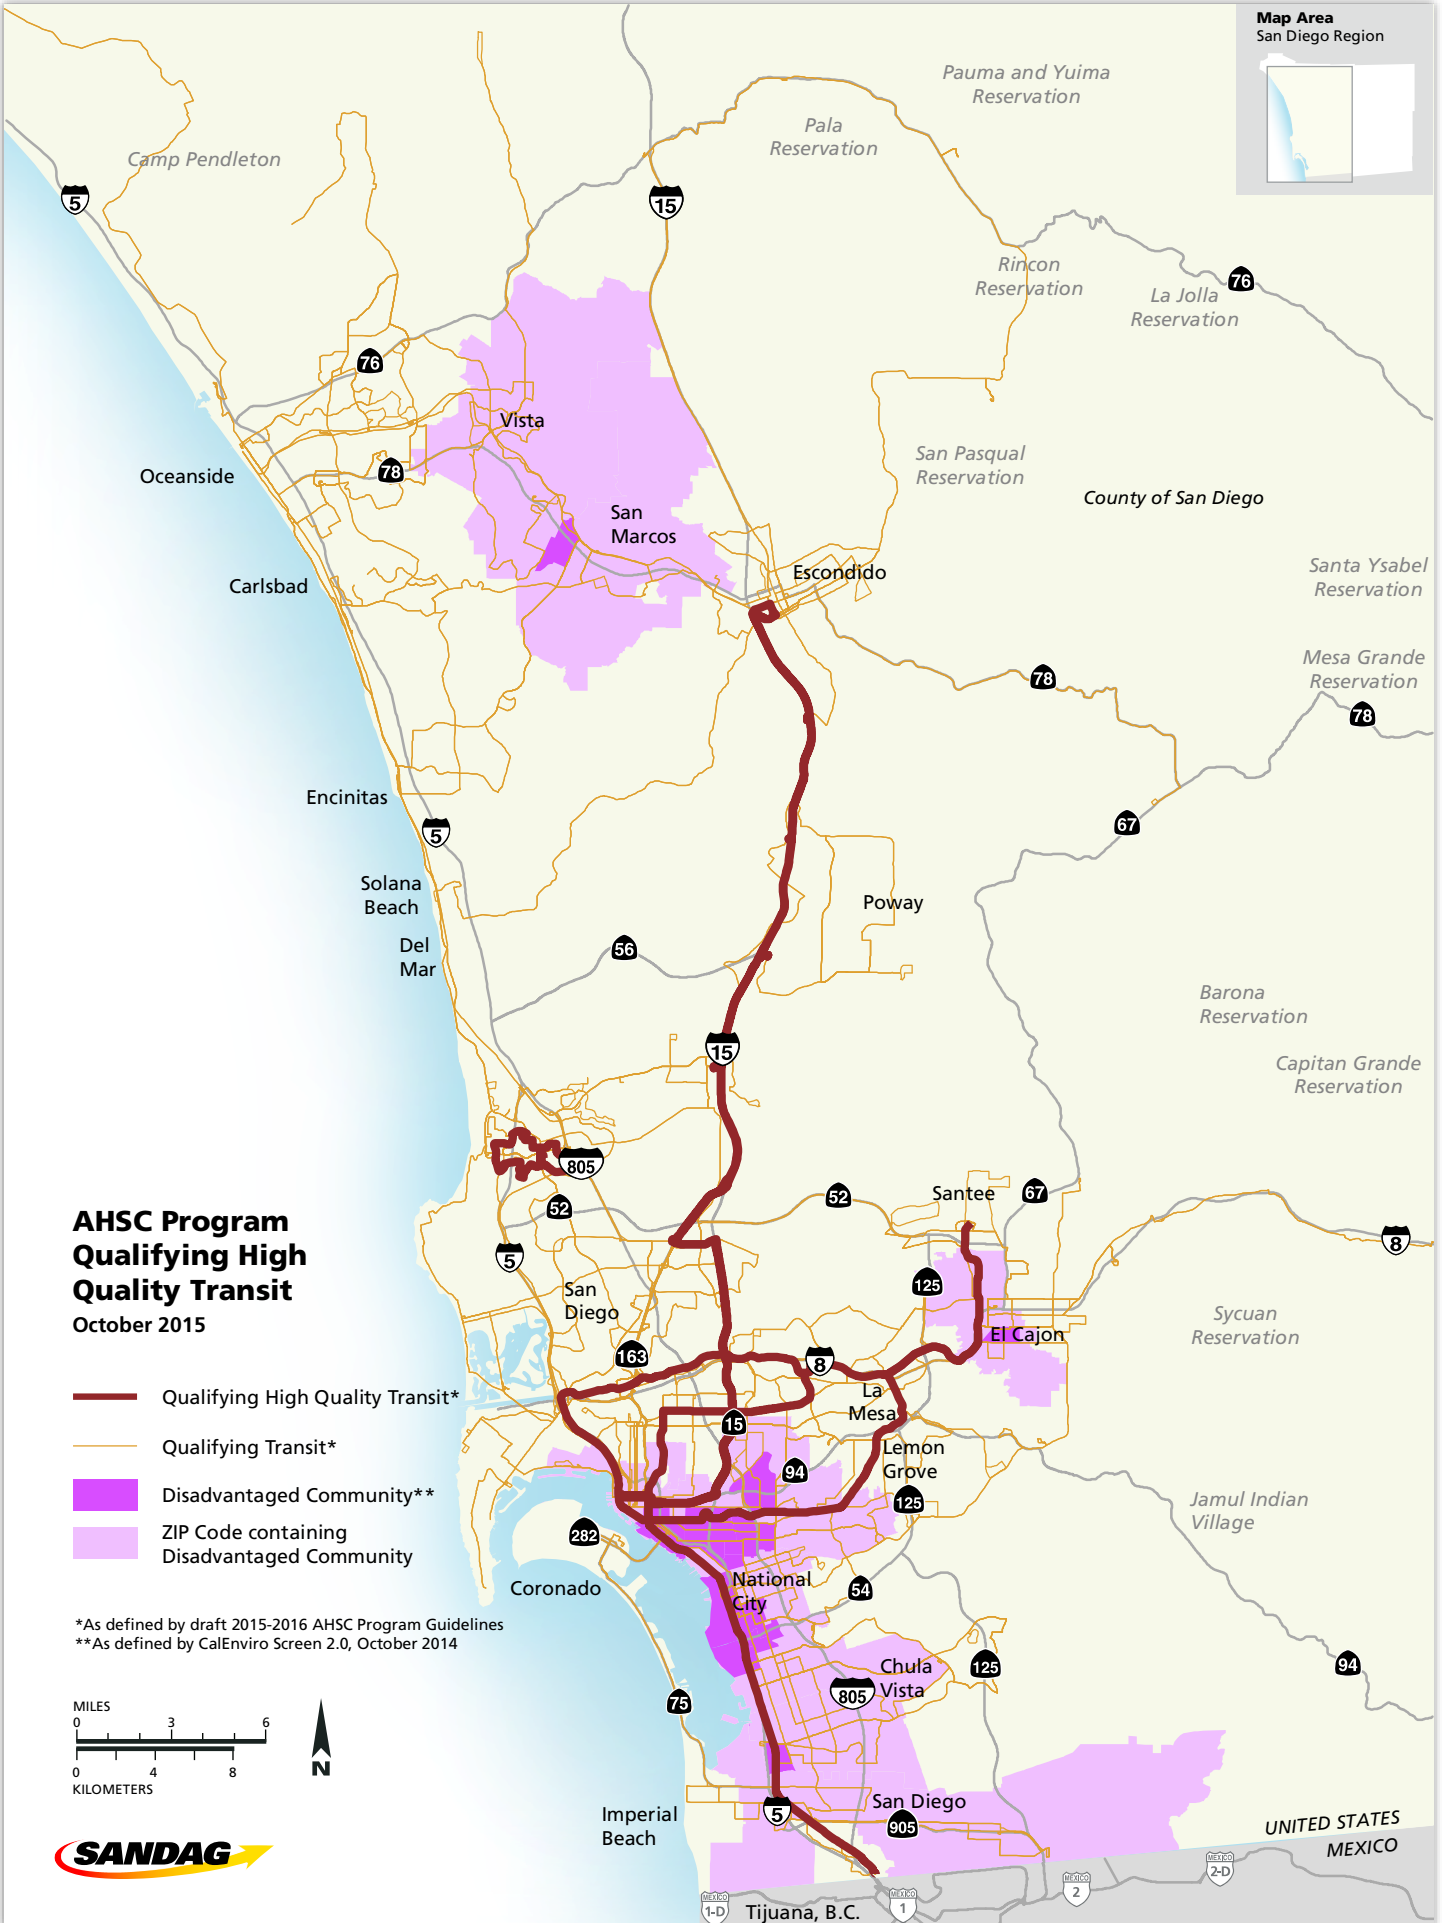 Map Area
San Diego Region
Pauma and Yuima
Reservation
Pala
Reservation
Camp Pendleton
5
15
Rincon
Reservation
La Jolla
Reservation
76
76
Vista
San Pasqual
Reservation
78
Oceanside
County of San Diego
San
Marcos
Escondido
Santa Ysabel
Reservation
Carlsbad
Mesa Grande
Reservation
78
78
Encinitas
5
67
Solana
Beach
Poway
Del
Mar
56
Barona
Reservation
15
Capitan Grande
Reservation
805
52
52
Santee
67
5
8
125
San
Diego
Sycuan
Reservation
El Cajon
163
8
La
Mesa
15
Lemon
Grove
94
125
Jamul Indian
Village
282
Coronado
National
City
54
Chula
Vista
125
805
94
75
San Diego
905
5
Imperial
Beach
UNITED STATES
MEXICO
MEXICO
1-D
MEXICO
1
MEXICO
2
MEXICO
2-D
Tijuana, B.C.
AHSC Program
Qualifying High
Quality Transit
October 2015
Qualifying High Quality Transit*
Qualifying Transit*
Disadvantaged Community**
ZIP Code containing
Disadvantaged Community
*As defined by draft 2015-2016 AHSC Program Guidelines
**As defined by CalEnviro Screen 2.0, October 2014
MILES
0 3 6
0 4 8
KILOMETERS
N
SANDAG